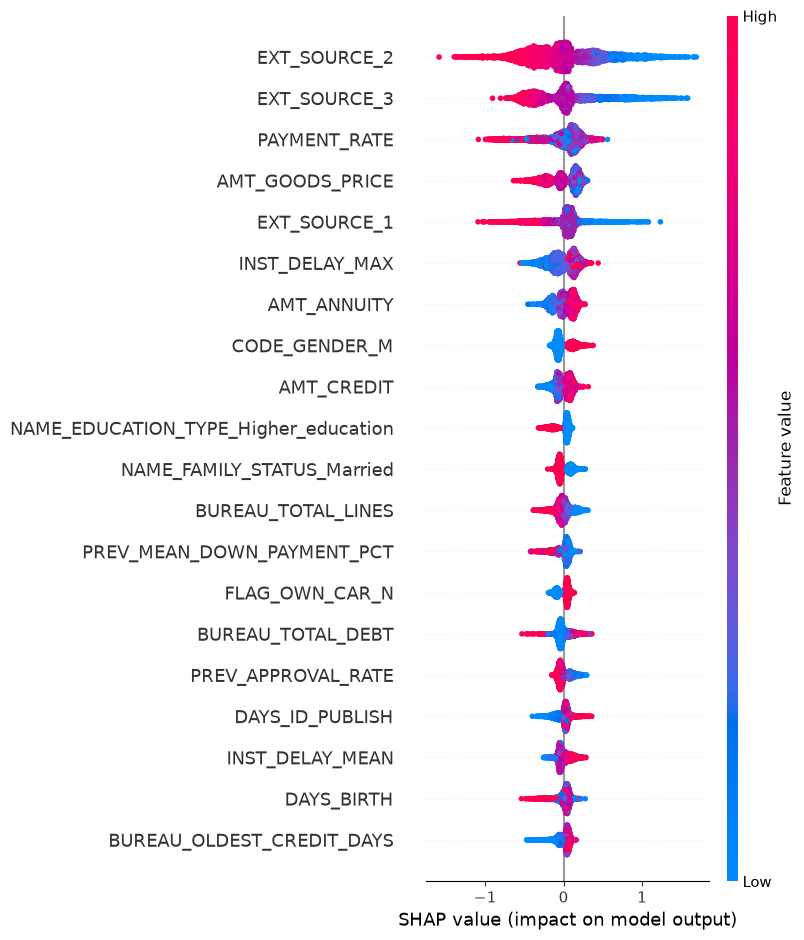 High
EXT_SOURCE_2
EXT_SOURCE_3
PAYMENT_RATE
AMT_GOODS_PRICE
EXT_SOURCE_1
INST_DELAY_MAX
AMT_ANNUITY
CODE_GENDER_M
AMT_CREDIT
NAME_EDUCATION_TYPE_Higher_education
NAME_FAMILY_STATUS_Married
BUREAU_TOTAL_LINES
PREV_MEAN_DOWN_PAYMENT_PCT
FLAG_OWN_CAR_N
BUREAU_TOTAL_DEBT
PREV_APPROVAL_RATE
DAYS_ID_PUBLISH
INST_DELAY_MEAN
DAYS_BIRTH
BUREAU_OLDEST_CREDIT_DAYS
Feature value
Low
−1 0 1
SHAP value (impact on model output)